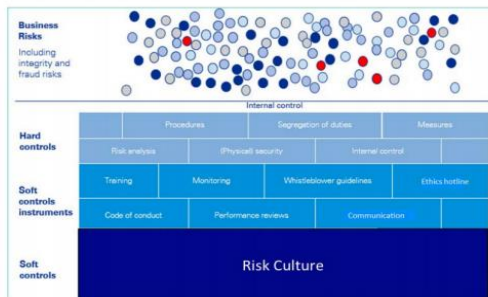 Business
Risks
Including
integrity and
fraud risks
Internal control
Hard
controls
Procedures
Segregation of duties
Measures
Risk analysis
(Physical) security
Internal control
Soft
controls
instruments
Training
Monitoring
Whistleblower guidelines
Ethics hotline
Code of conduct
Performance reviews
Communication
Soft
controls
Risk Culture